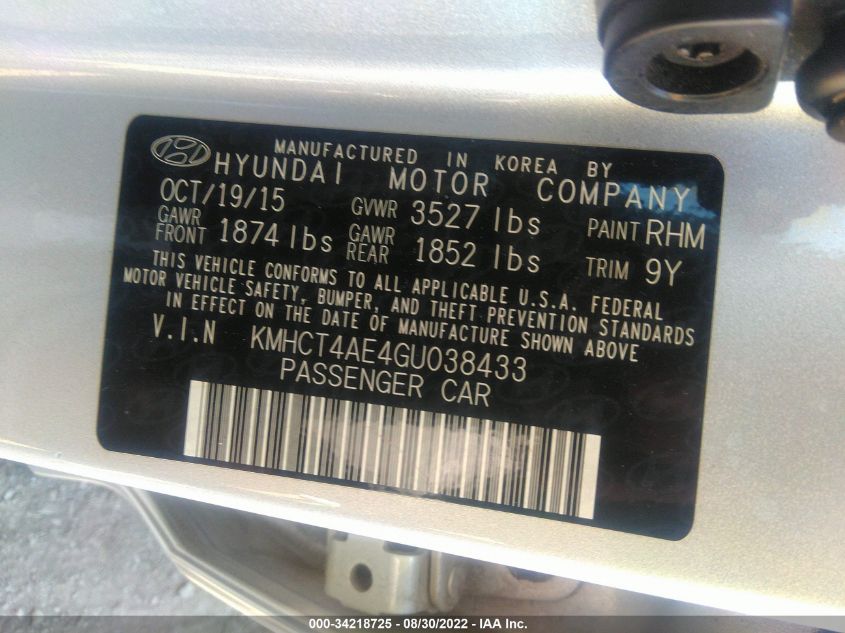 MANUFACTURED IN KOREA BY
HYUNDAI MOTOR COMPANY
OCT/19/15 GVWR 3527 lbs PAINT RHM
GAWR FRONT 1874 lbs GAWR REAR 1852 lbs TRIM 9Y
THIS VEHICLE CONFORMS TO ALL APPLICABLE U.S.A. FEDERAL
MOTOR VEHICLE SAFETY, BUMPER, AND THEFT PREVENTION STANDARDS
IN EFFECT ON THE DATE OF MANUFACTURE SHOWN ABOVE
V.I.N KMHCT4AE4GU038433
PASSENGER CAR
000-34218725 - 08/30/2022 - IAA Inc.